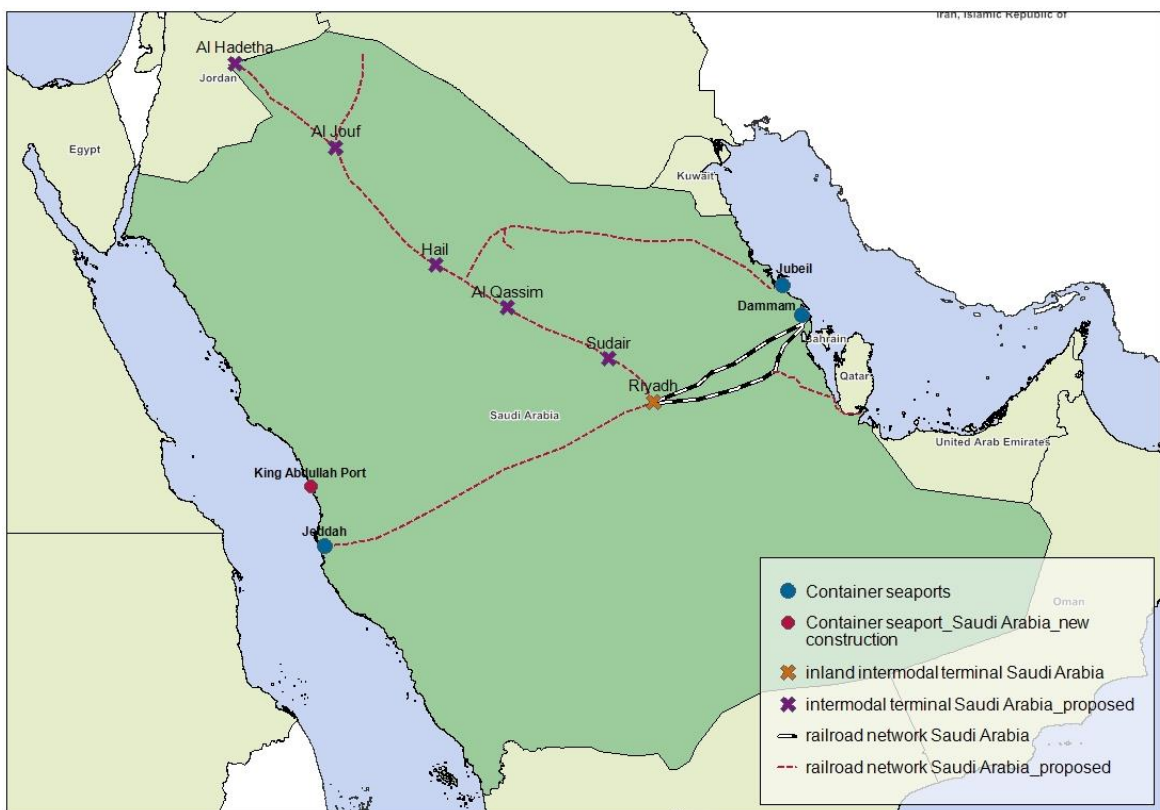 Iran, Islamic Republic of
Al Hadetha
Jordan
Al Jouf
Egypt
Kuwait
Hail
Jubeil
Al Qassim
Dammam
Bahrain
Sudair
Riyadh
Qatar
Saudi Arabia
United Arab Emirates
King Abdullah Port
Jeddah
Container seaports
Oman
Container seaport_Saudi Arabia_new
construction
inland intermodal terminal Saudi Arabia
intermodal terminal Saudi Arabia_proposed
railroad network Saudi Arabia
railroad network Saudi Arabia_proposed